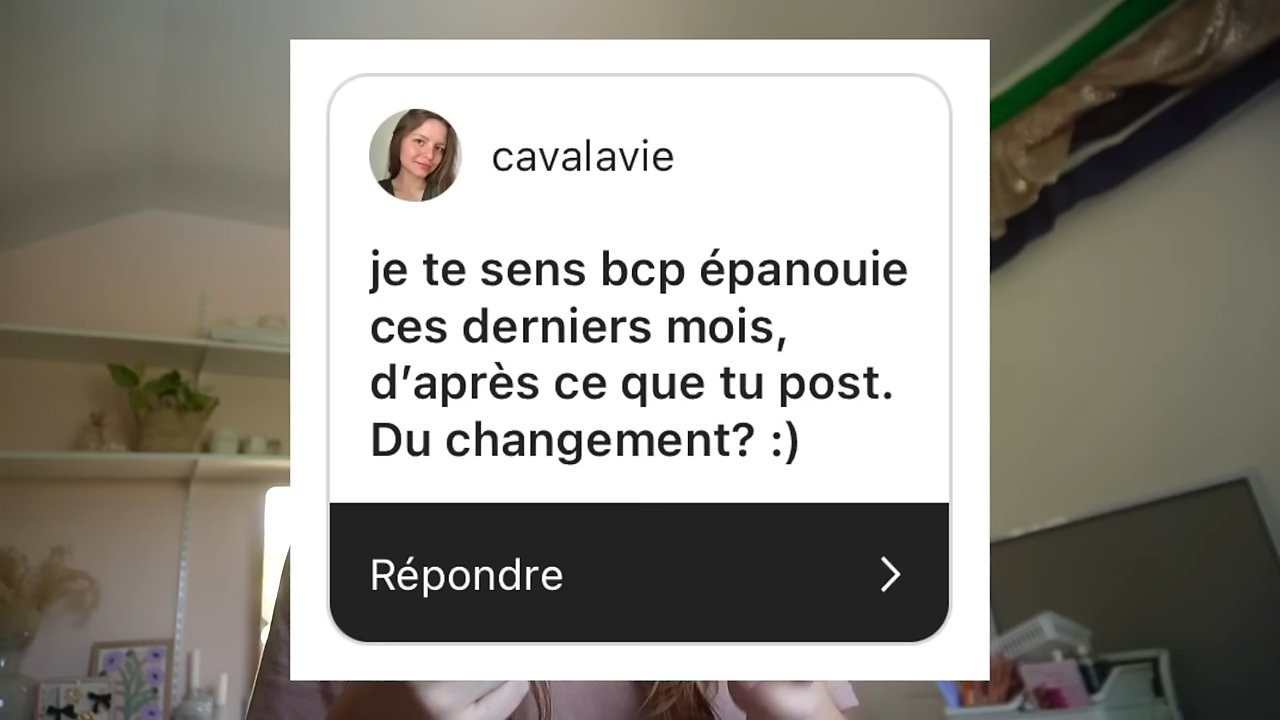 cavalavie
je te sens bcp épanouie
ces derniers mois,
d’après ce que tu post.
Du changement? :)
Répondre